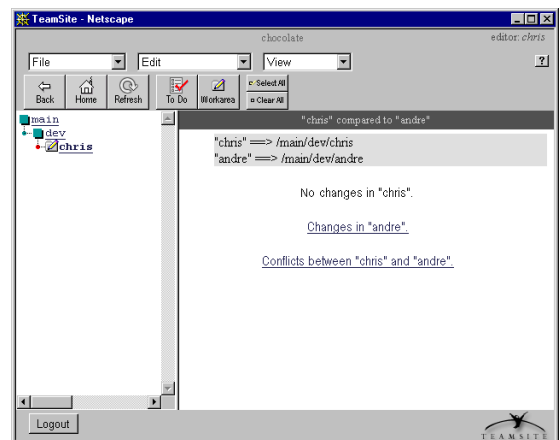 TeamSite - Netscape
chocolate
editor: chris
File Edit View
?
Back Home Refresh To Do Workarea
Select All
Clear All
main
dev
chris
"chris" compared to "andre"
"chris" ==> /main/dev/chris
"andre" ==> /main/dev/andre
No changes in "chris".
Changes in "andre".
Conflicts between "chris" and "andre".
Logout
TEAMSITE